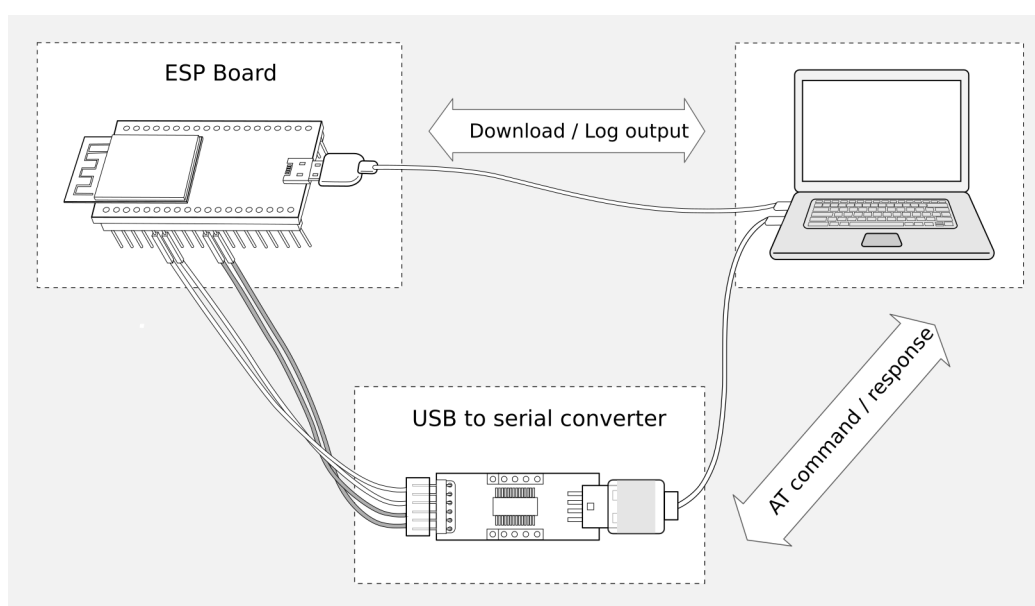 ESP Board
Download / Log output
USB to serial converter
AT command / response